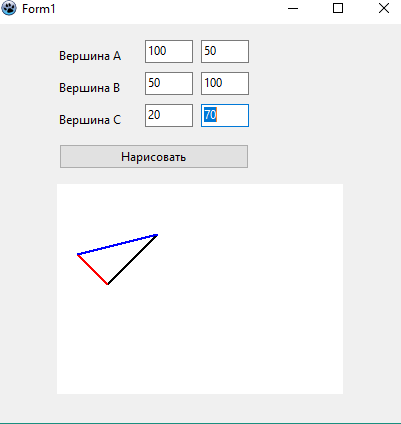 Form1
Вершина A 100 50
Вершина B 50 100
Вершина C 20 70
Нарисовать